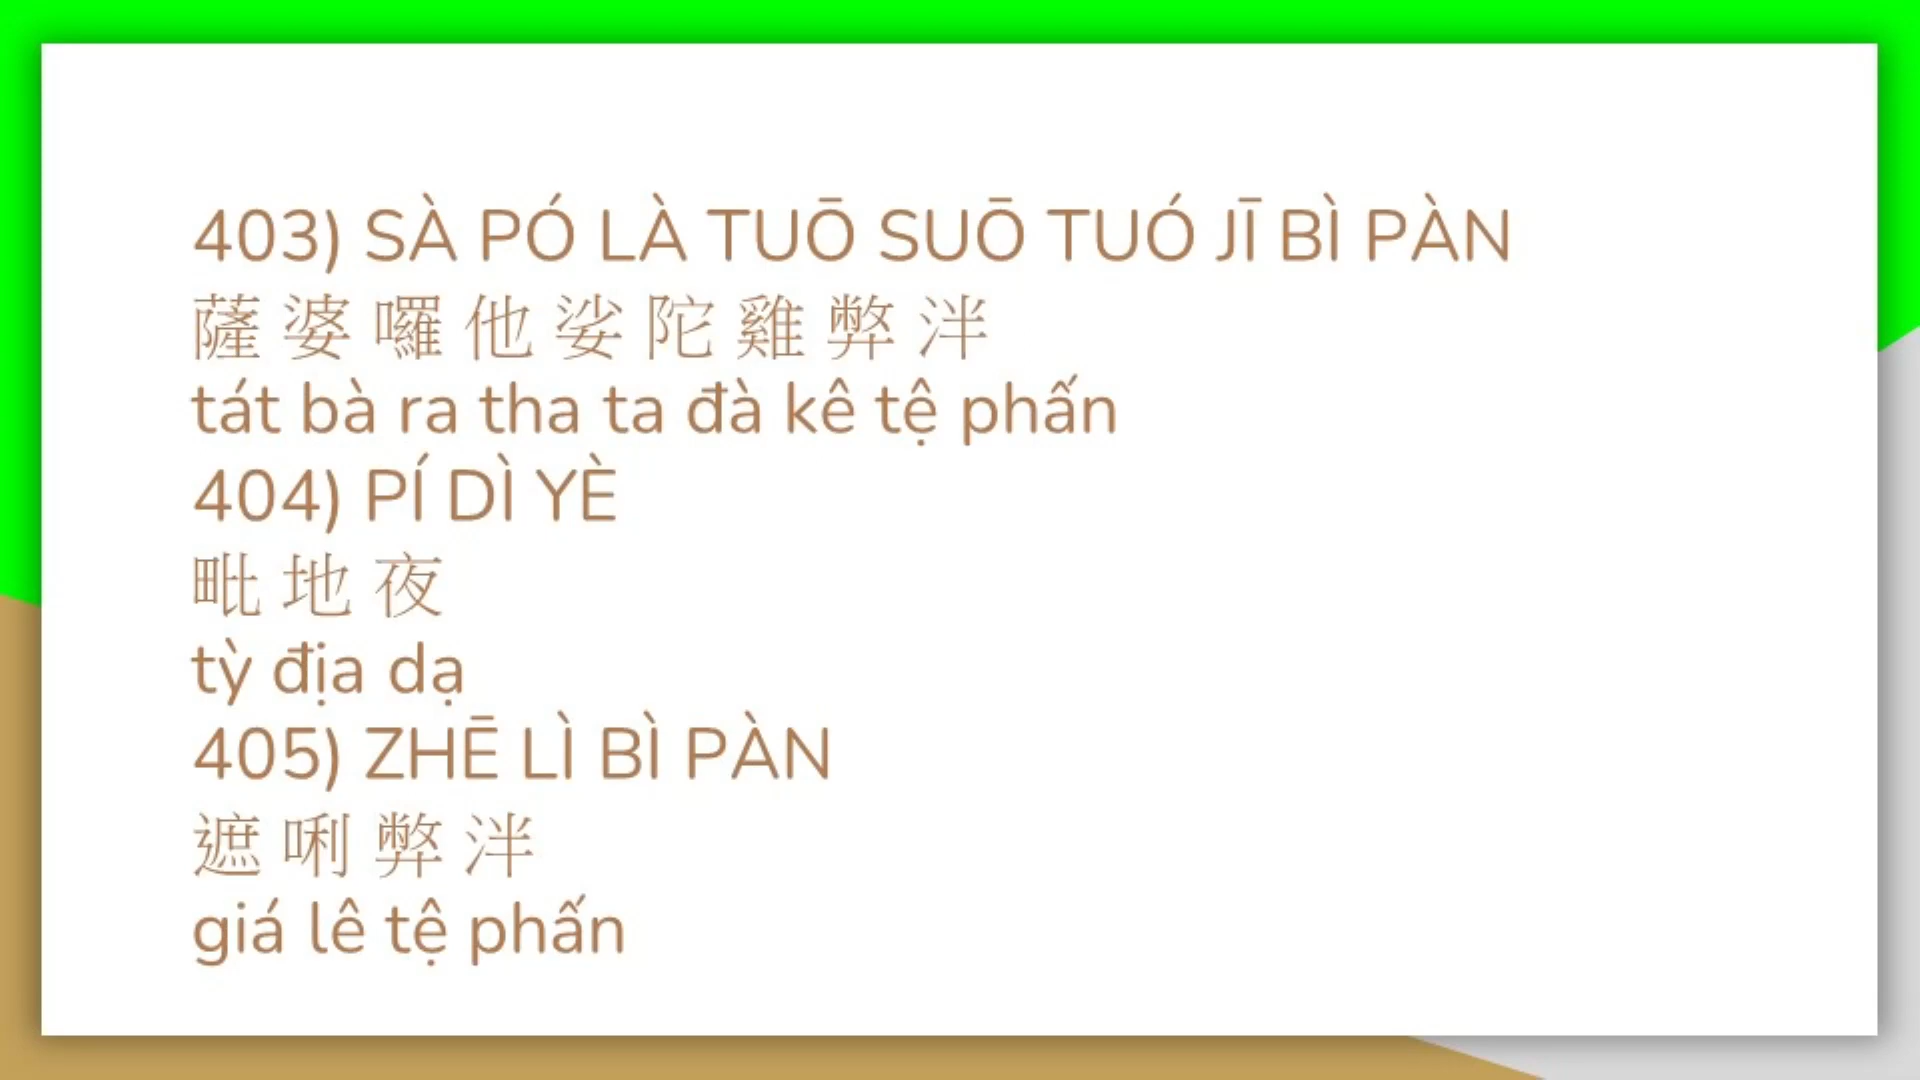 403) SÀ PÓ LÀ TUŌ SUŌ TUÓ JĪ BÌ PÀN
薩 婆 囉 他 娑 陀 雞 弊 泮
tát bà ra tha ta đà kê tệ phấn
404) PÍ DÌ YÈ
毗 地 夜
tỳ địa dạ
405) ZHĒ LÌ BÌ PÀN
遮 唎 弊 泮
giá lê tệ phấn